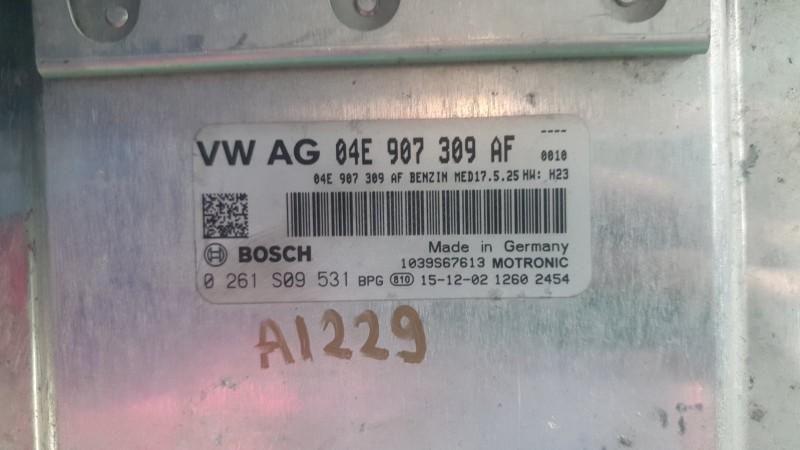 VW AG 04E 907 309 AF ----
0010
04E 907 309 AF BENZIN MED17.5.25 HW: H23
BOSCH
Made in Germany
1039S67613 MOTRONIC
0 261 S09 531 BPG 810 15-12-02 1260 2454
A1229